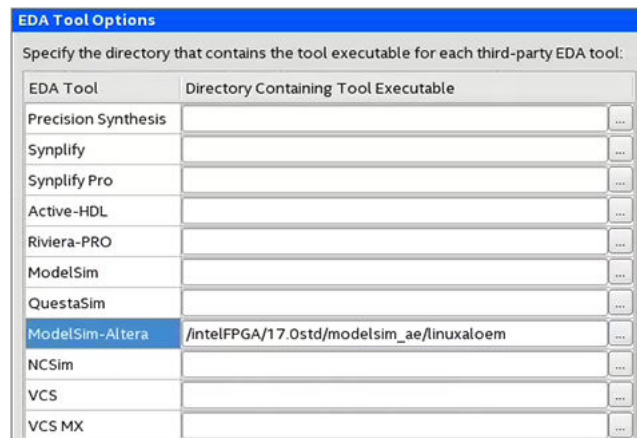 EDA Tool Options
Specify the directory that contains the tool executable for each third-party EDA tool:
EDA Tool Directory Containing Tool Executable
Precision Synthesis ...
Synplify ...
Synplify Pro ...
Active-HDL ...
Riviera-PRO ...
ModelSim ...
QuestaSim ...
ModelSim-Altera /intelFPGA/17.0std/modelsim_ae/linuxaloem ...
NCSim ...
VCS ...
VCS MX ...